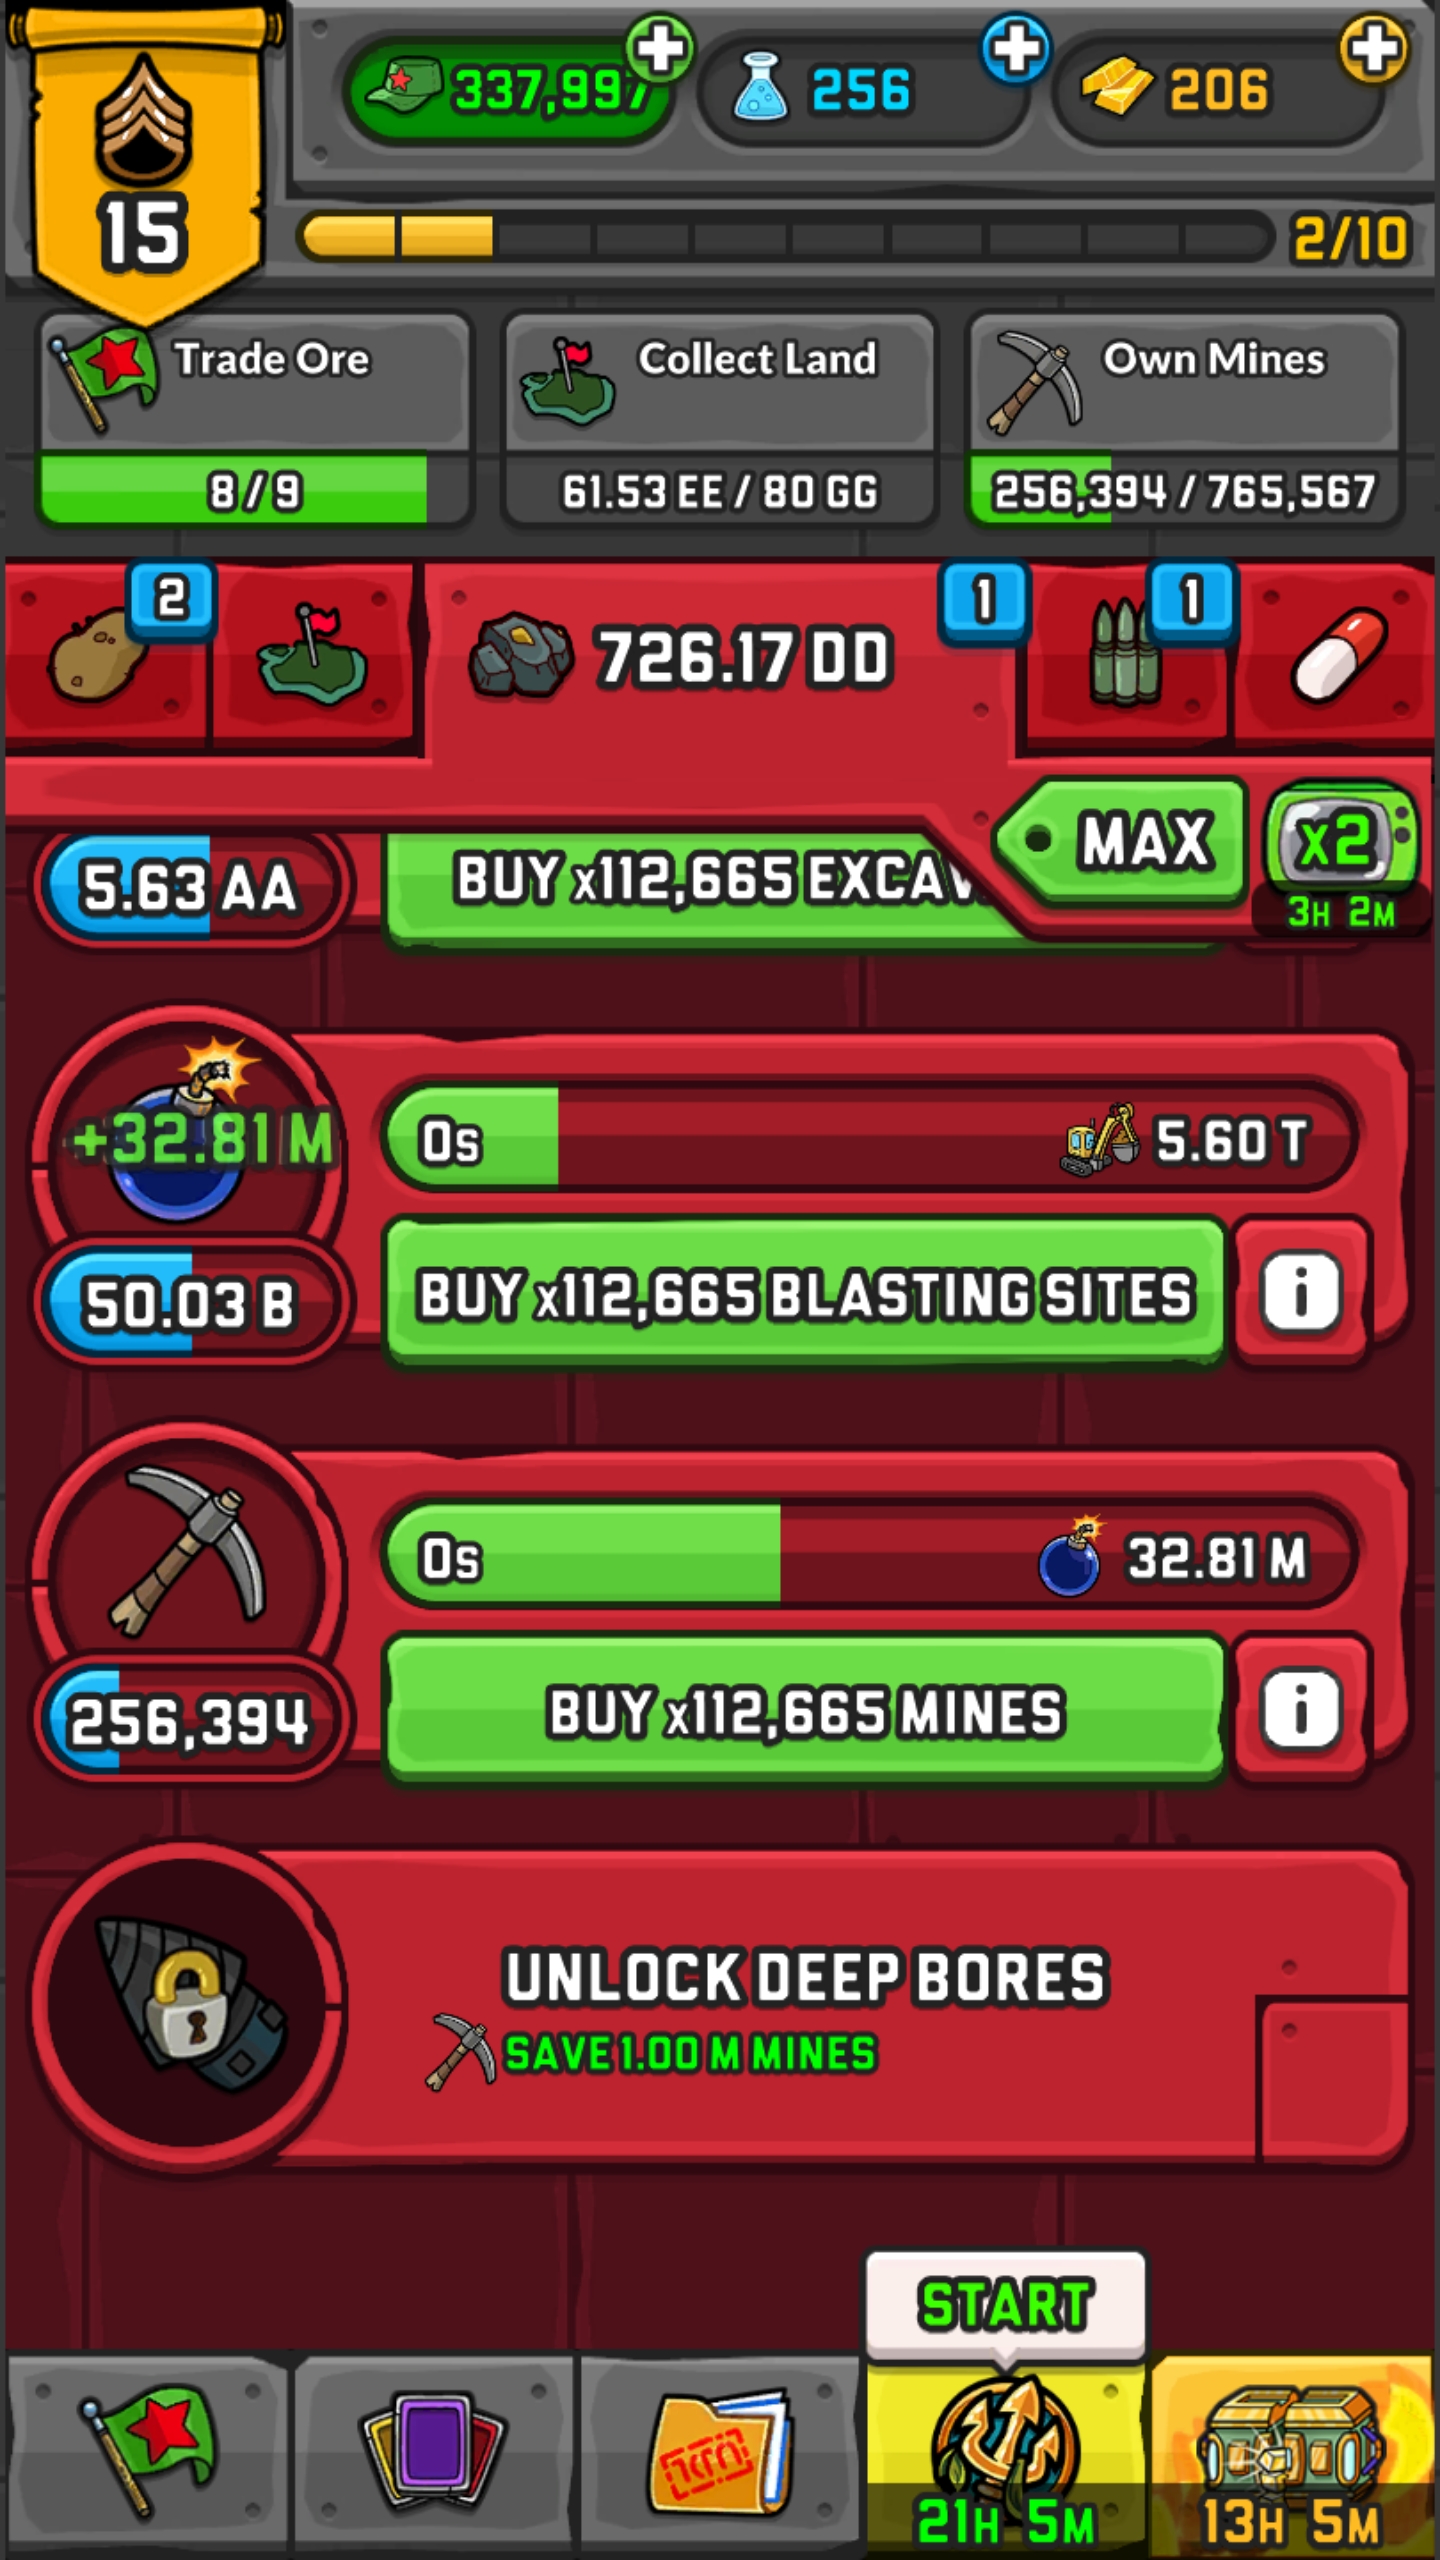 337,997
256
206
15
2/10
Trade Ore
Collect Land
Own Mines
8 / 9
61.53 EE / 80 GG
256,394 / 765,567
2
726.17 DD
1
1
MAX
x2
3H 2M
5.63 AA
BUY x112,665
+32.81 M
0s
5.60 T
50.03 B
BUY x112,665 BLASTING SITES
i
0s
32.81 M
256,394
BUY x112,665 MINES
i
UNLOCK DEEP BORES
SAVE 1.00 M MINES
START
21H 5M
13H 5M